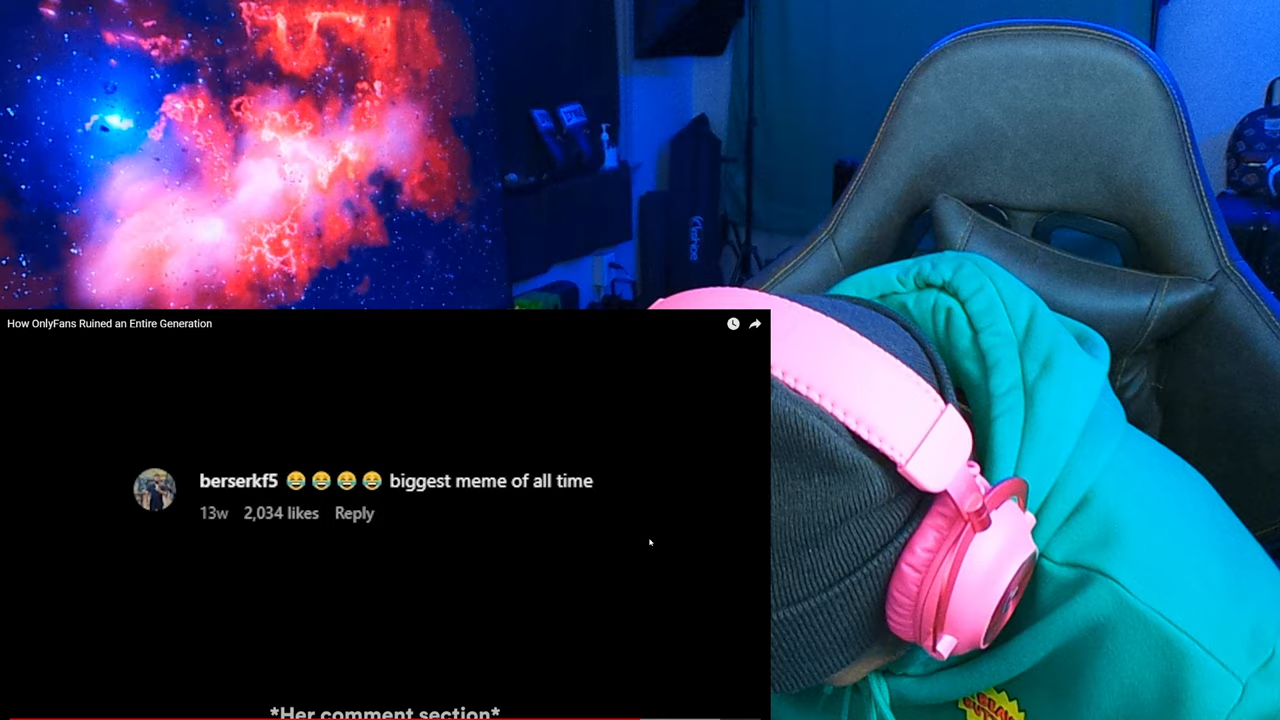 How OnlyFans Ruined an Entire Generation
berserkf5 😂 😂 😂 😂 biggest meme of all time
13w 2,034 likes Reply
*Her comment section*